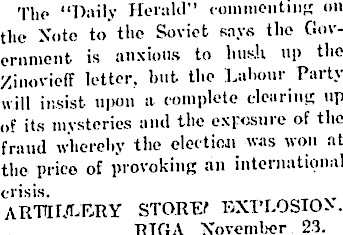 The "Daily Herald" commenting on
the Note to the Soviet says the Gov-
ernment is anxious to hush up the
Zinovieff letter, but the Labour Party
will insist upon a complete clearing up
of its mysteries and the exposure of the
fraud whereby the election was won at
the price of provoking an international
crisis.
ARTILLERY STORE EXPLOSION.
RIGA November 23.